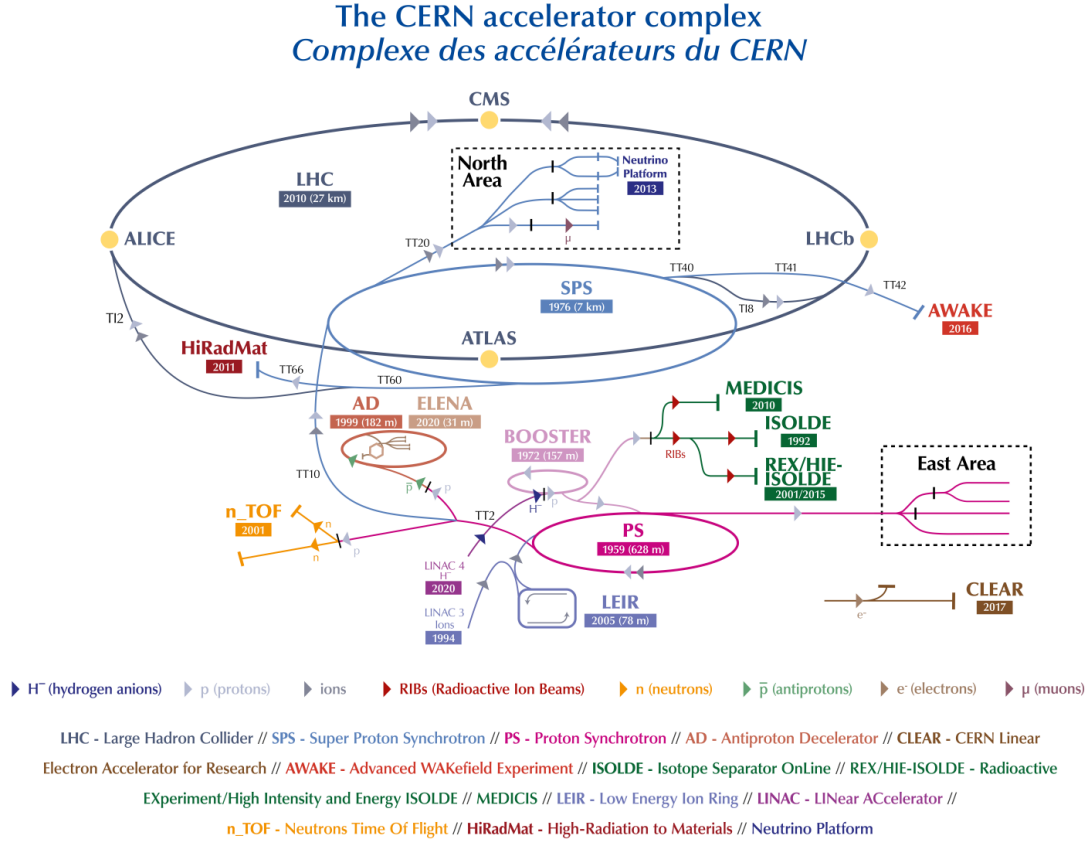 The CERN accelerator complex
Complexe des accélérateurs du CERN
CMS
North
Area
Neutrino
Platform
2013
LHC
2010 (27 km)
μ
ALICE
LHCb
TT20
TT40
TT41
TT42
SPS
1976 (7 km)
TI8
AWAKE
2016
TI2
ATLAS
HiRadMat
2011
TT66
TT60
MEDICIS
2010
AD
1999 (182 m)
ELENA
2020 (31 m)
ISOLDE
1992
BOOSTER
1972 (157 m)
RIBs
REX/HIE-
ISOLDE
2001/2015
East Area
TT10
p̅
p
H⁻
p
n_TOF
2001
n
n
p
TT2
PS
1959 (628 m)
LINAC 4
H⁻
2020
LINAC 3
Ions
1994
LEIR
2005 (78 m)
CLEAR
2017
e⁻
H⁻ (hydrogen anions)
p (protons)
ions
RIBs (Radioactive Ion Beams)
n (neutrons)
p̅ (antiprotons)
e⁻ (electrons)
μ (muons)
LHC - Large Hadron Collider // SPS - Super Proton Synchrotron // PS - Proton Synchrotron // AD - Antiproton Decelerator // CLEAR - CERN Linear
Electron Accelerator for Research // AWAKE - Advanced WAKefield Experiment // ISOLDE - Isotope Separator OnLine // REX/HIE-ISOLDE - Radioactive
EXperiment/High Intensity and Energy ISOLDE // MEDICIS // LEIR - Low Energy Ion Ring // LINAC - LINear ACcelerator //
n_TOF - Neutrons Time Of Flight // HiRadMat - High-Radiation to Materials // Neutrino Platform